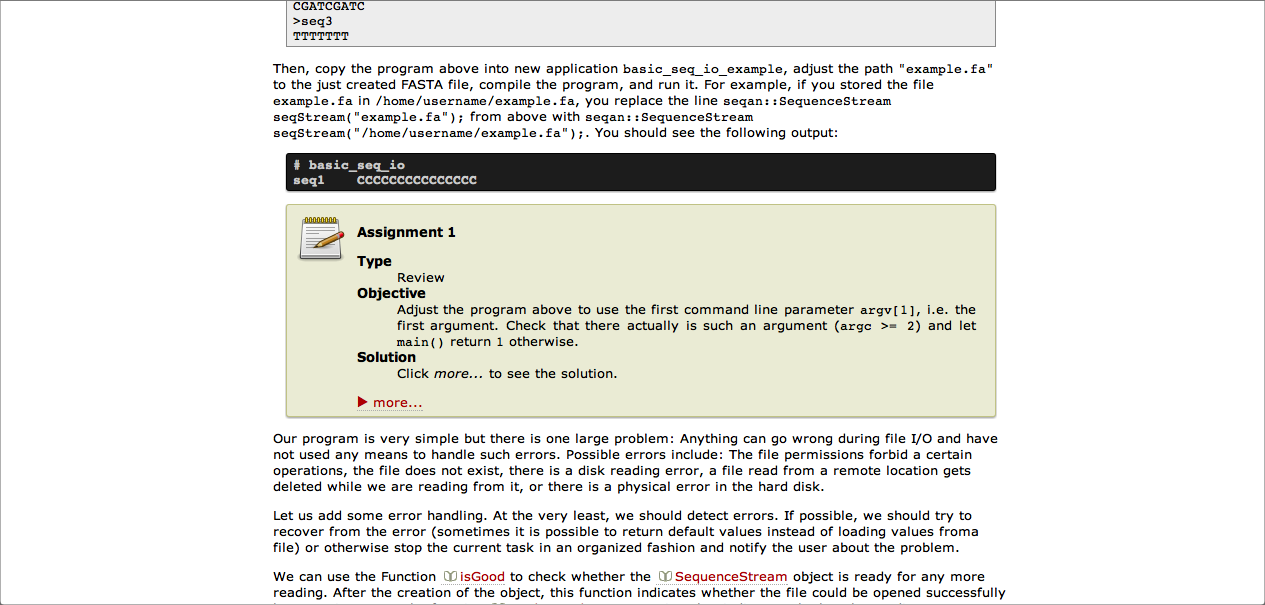 CGATCGATC
>seq3
TTTTTTT
Then, copy the program above into new application basic_seq_io_example, adjust the path "example.fa"
to the just created FASTA file, compile the program, and run it. For example, if you stored the file
example.fa in /home/username/example.fa, you replace the line seqan::SequenceStream
seqStream("example.fa"); from above with seqan::SequenceStream
seqStream("/home/username/example.fa");. You should see the following output:
# basic_seq_io
seq1    CCCCCCCCCCCCCCC
Assignment 1
Type
Review
Objective
Adjust the program above to use the first command line parameter argv[1], i.e. the
first argument. Check that there actually is such an argument (argc >= 2) and let
main() return 1 otherwise.
Solution
Click more... to see the solution.
more...
Our program is very simple but there is one large problem: Anything can go wrong during file I/O and have
not used any means to handle such errors. Possible errors include: The file permissions forbid a certain
operations, the file does not exist, there is a disk reading error, a file read from a remote location gets
deleted while we are reading from it, or there is a physical error in the hard disk.
Let us add some error handling. At the very least, we should detect errors. If possible, we should try to
recover from the error (sometimes it is possible to return default values instead of loading values froma
file) or otherwise stop the current task in an organized fashion and notify the user about the problem.
We can use the Function isGood to check whether the SequenceStream object is ready for any more
reading. After the creation of the object, this function indicates whether the file could be opened successfully